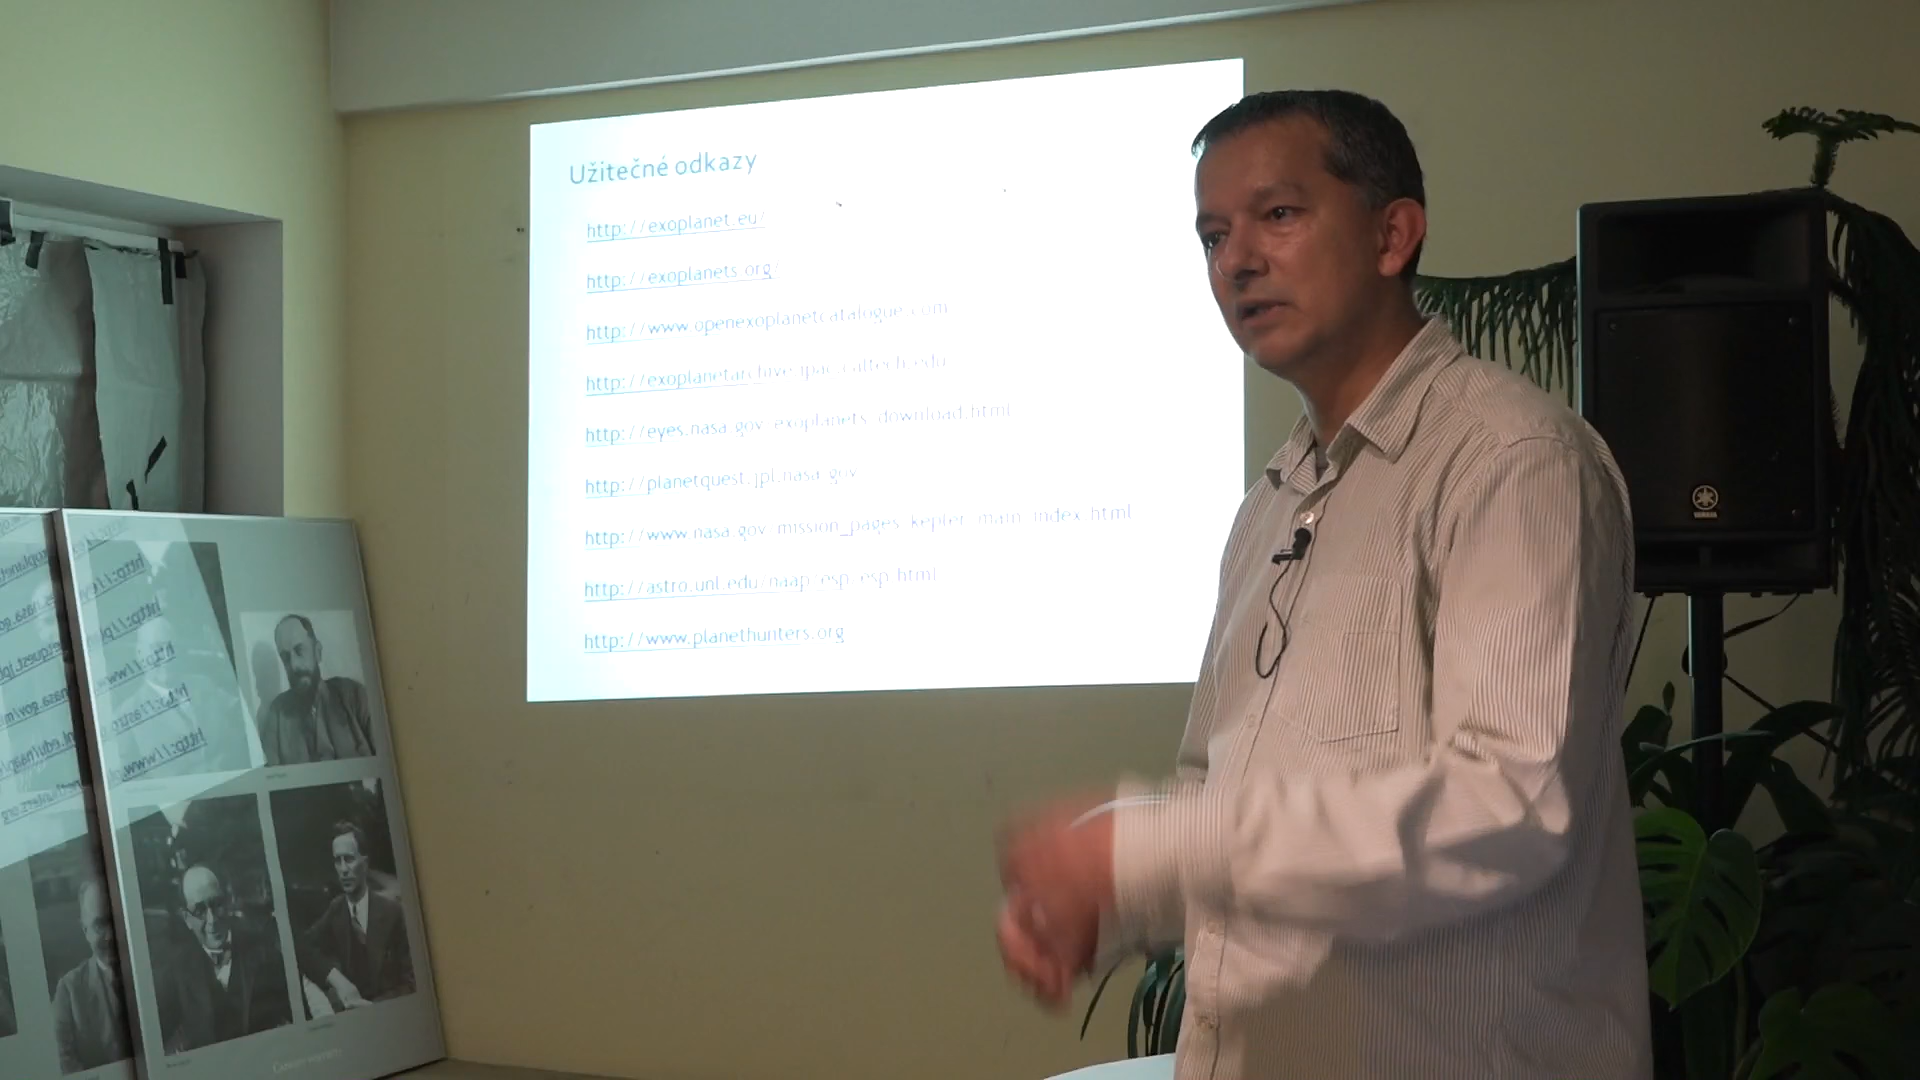 Užitečné odkazy
http://exoplanet.eu/
http://exoplanets.org/
http://www.openexoplanetcatalogue.com
http://exoplanetarchive.ipac.caltech.edu
http://eyes.nasa.gov/exoplanets/download.html
http://planetquest.jpl.nasa.gov
http://www.nasa.gov/mission_pages/kepler/main/index.html
http://astro.unl.edu/naap/esp/esp.html
http://www.planethunters.org